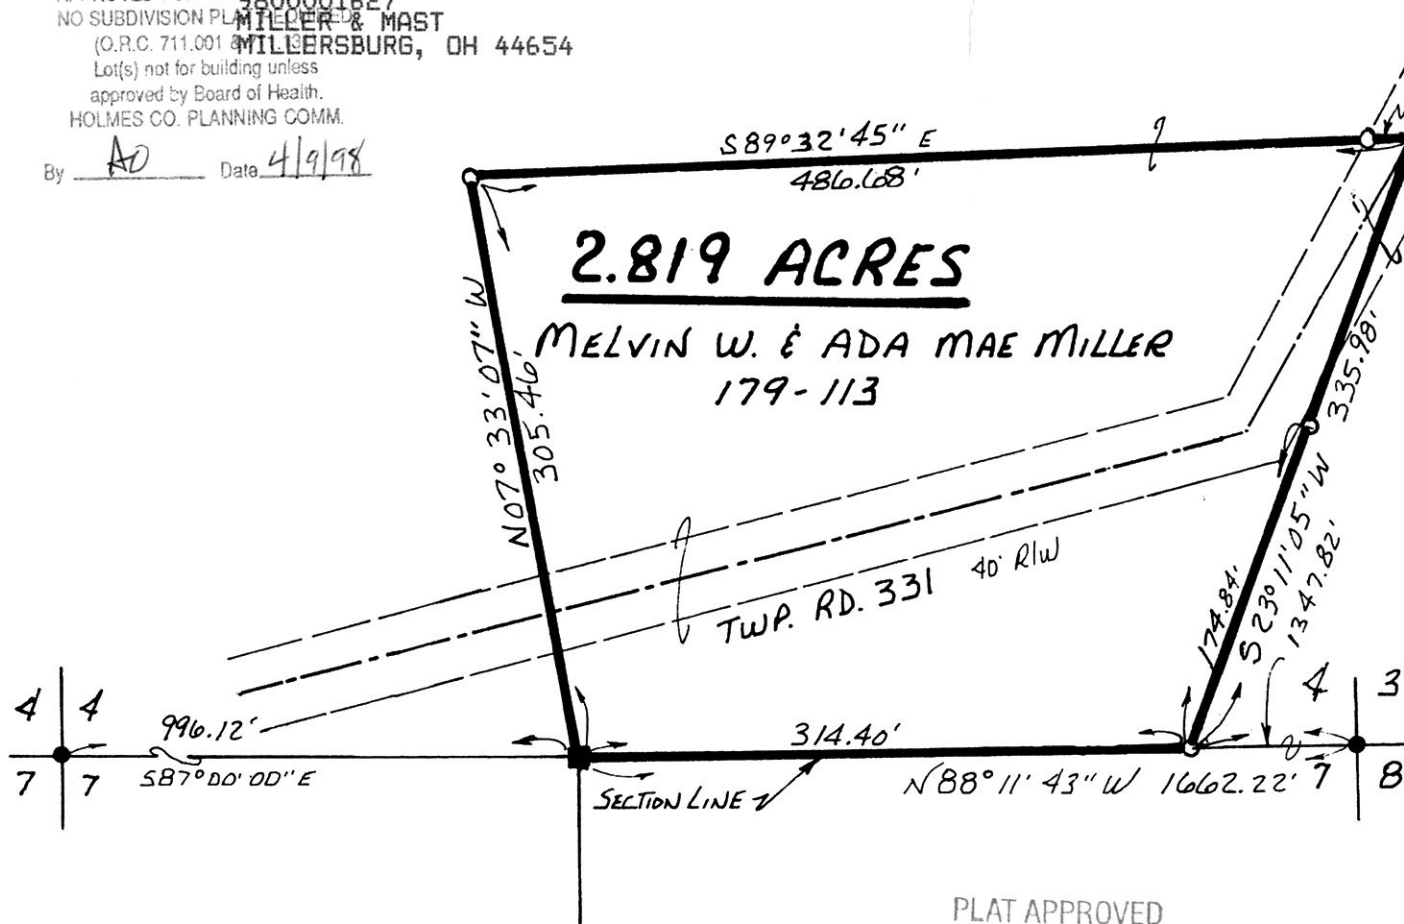 NO SUBDIVISION PLAT REQUIRED
MILLER & MAST
(O.R.C. 711.001
MILLERSBURG, OH 44654
Lot(s) not for building unless
approved by Board of Health.
HOLMES CO. PLANNING COMM.
By AO Date 4/9/98
S89°32'45" E
486.68'
2.819 ACRES
MELVIN W. & ADA MAE MILLER
179-113
N07°33'07" W
305.46'
335.98'
174.84'
S23°11'05" W
1347.82'
TWP. RD. 331 40' R/W
4 4
7 7
996.12'
S87°00'00"E
314.40'
SECTION LINE
N88°11'43" W 1662.22'
4 3
7 8
PLAT APPROVED